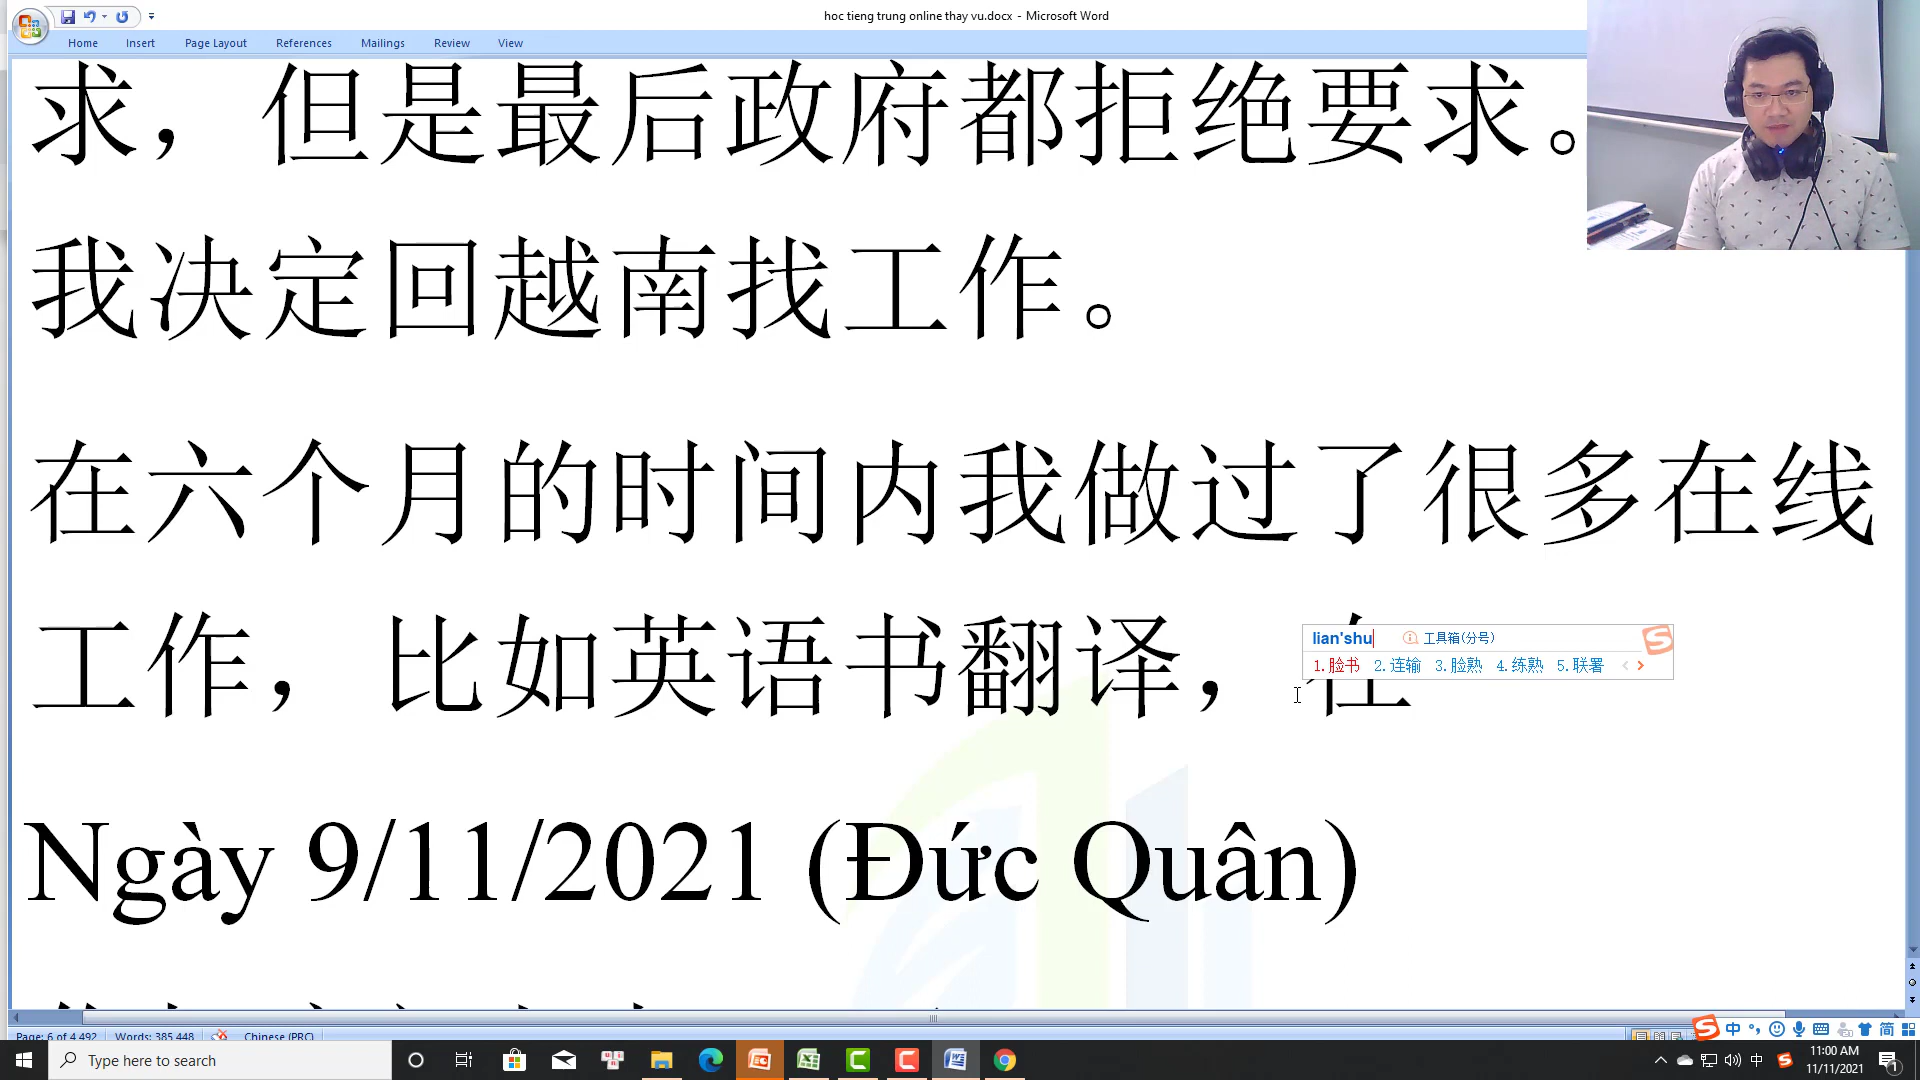 hoc tieng trung online thay vu.docx - Microsoft Word
Home Insert Page Layout References Mailings Review View
求，但是最后政府都拒绝要求。
我决定回越南找工作。
在六个月的时间内我做过了很多在线
工作，比如英语书翻译，在
lian'shu 工具箱(分号)
1.脸书 2.连输 3.脸熟 4.练熟 5.联署
Ngày 9/11/2021 (Đức Quân)
Page: 6 of 4,492 Words: 385,448 Chinese (PRC)
中 简
Type here to search
中
11:00 AM
11/11/2021